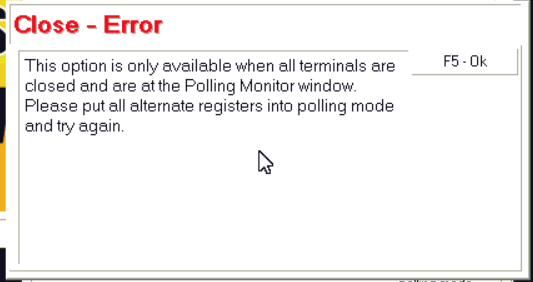 Close - Error
This option is only available when all terminals are
closed and are at the Polling Monitor window.
Please put all alternate registers into polling mode
and try again.
F5 - Ok